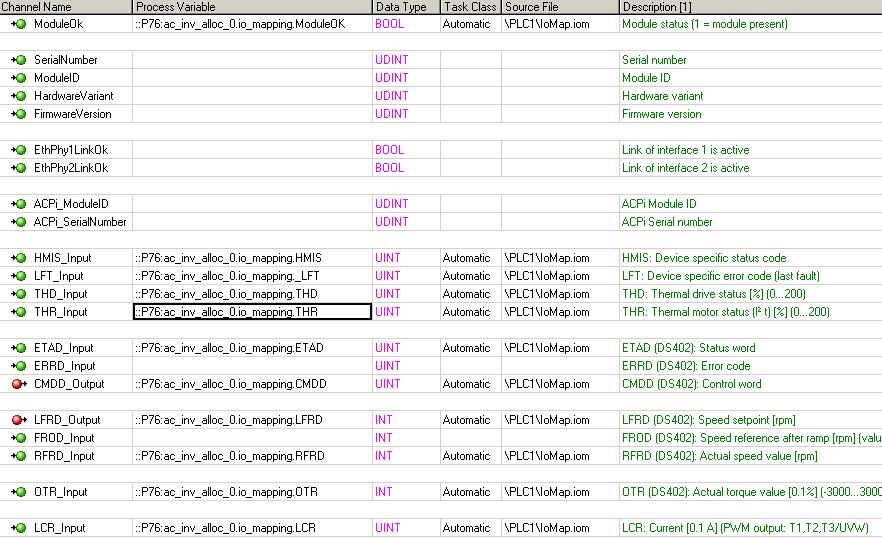 Channel Name Process Variable Data Type Task Class Source File Description [1]
ModuleOk ::P76:ac_inv_alloc_0.io_mapping.ModuleOK BOOL Automatic \PLC1\IoMap.iom Module status (1 = module present)
SerialNumber UDINT Serial number
ModuleID UDINT Module ID
HardwareVariant UDINT Hardware variant
FirmwareVersion UDINT Firmware version
EthPhy1LinkOk BOOL Link of interface 1 is active
EthPhy2LinkOk BOOL Link of interface 2 is active
ACPi_ModuleID UDINT ACPi Module ID
ACPi_SerialNumber UDINT ACPi Serial number
HMIS_Input ::P76:ac_inv_alloc_0.io_mapping.HMIS UINT Automatic \PLC1\IoMap.iom HMIS: Device specific status code
LFT_Input ::P76:ac_inv_alloc_0.io_mapping._LFT UINT Automatic \PLC1\IoMap.iom LFT: Device specific error code (last fault)
THD_Input ::P76:ac_inv_alloc_0.io_mapping.THD UINT Automatic \PLC1\IoMap.iom THD: Thermal drive status [%] (0...200)
THR_Input ::P76:ac_inv_alloc_0.io_mapping.THR UINT Automatic \PLC1\IoMap.iom THR: Thermal motor status (I² t) [%] (0...200)
ETAD_Input ::P76:ac_inv_alloc_0.io_mapping.ETAD UINT Automatic \PLC1\IoMap.iom ETAD (DS402): Status word
ERRD_Input UINT ERRD (DS402): Error code
CMDD_Output ::P76:ac_inv_alloc_0.io_mapping.CMDD UINT Automatic \PLC1\IoMap.iom CMDD (DS402): Control word
LFRD_Output ::P76:ac_inv_alloc_0.io_mapping.LFRD INT Automatic \PLC1\IoMap.iom LFRD (DS402): Speed setpoint [rpm]
FROD_Input INT Automatic \PLC1\IoMap.iom FROD (DS402): Speed reference after ramp [rpm] (valu
RFRD_Input ::P76:ac_inv_alloc_0.io_mapping.RFRD INT Automatic \PLC1\IoMap.iom RFRD (DS402): Actual speed value [rpm]
OTR_Input ::P76:ac_inv_alloc_0.io_mapping.OTR INT Automatic \PLC1\IoMap.iom OTR (DS402): Actual torque value [0.1%] (-3000...3000
LCR_Input ::P76:ac_inv_alloc_0.io_mapping.LCR UINT Automatic \PLC1\IoMap.iom LCR: Current [0.1 A] (PWM output: T1,T2,T3/UVW)